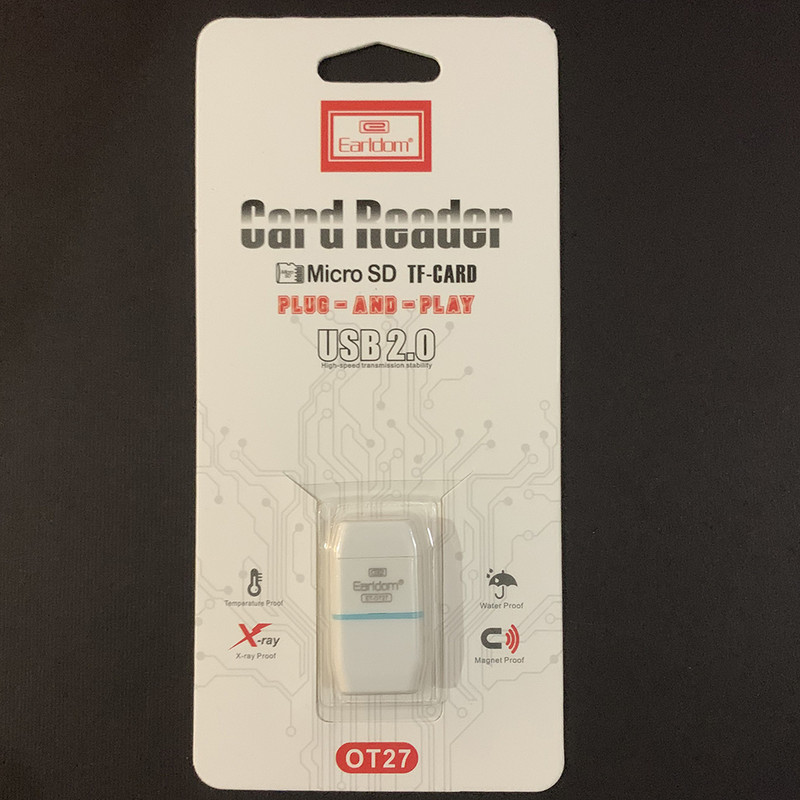 e
Earldom®
Card Reader
Micro SD TF-CARD
PLUG-AND-PLAY
USB 2.0
High-speed transmission stability
Earldom®
Temperature Proof
Water Proof
X-ray
X-ray Proof
Magnet Proof
OT27